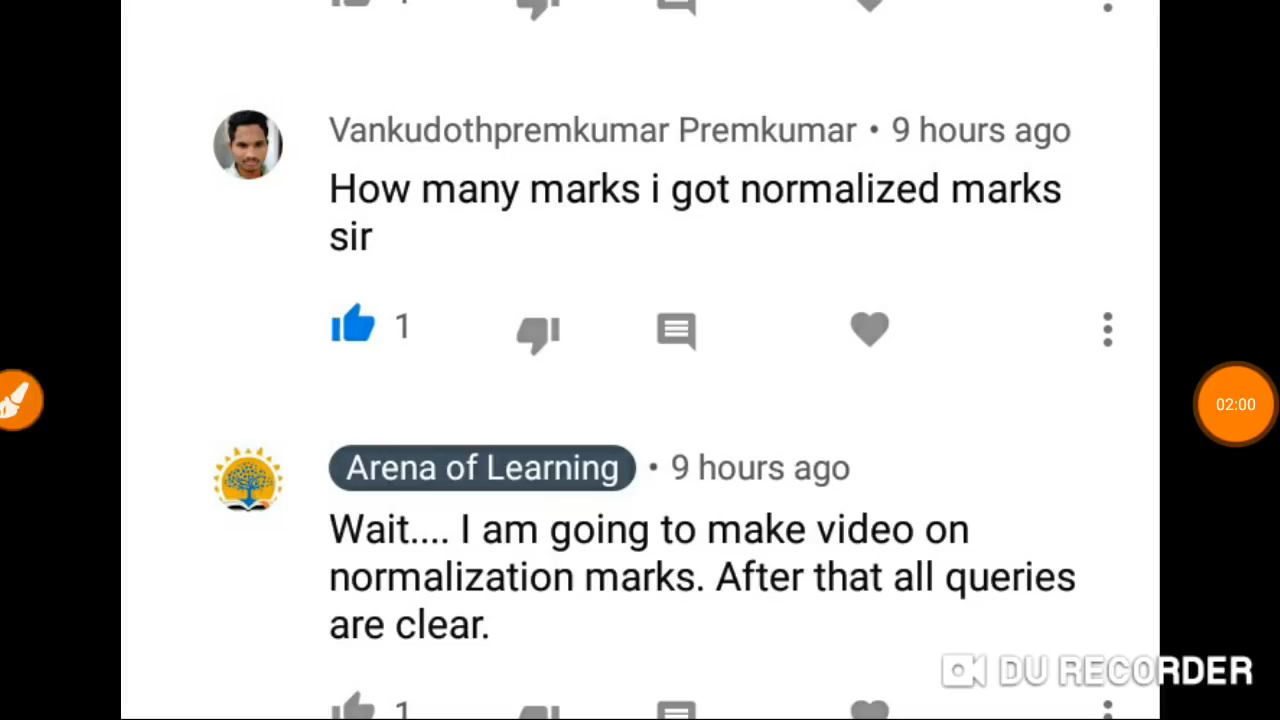 1
Vankudothpremkumar Premkumar • 9 hours ago
How many marks i got normalized marks
sir
1
02:00
Arena of Learning • 9 hours ago
Wait.... I am going to make video on
normalization marks. After that all queries
are clear.
DU RECORDER
1